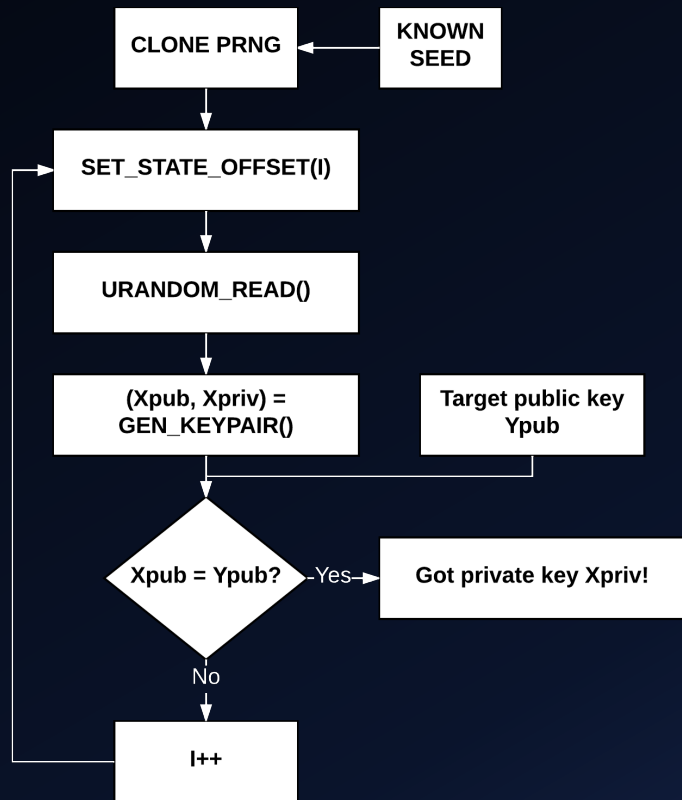 CLONE PRNG
KNOWN
SEED
SET_STATE_OFFSET(I)
URANDOM_READ()
(Xpub, Xpriv) =
GEN_KEYPAIR()
Target public key
Ypub
Xpub = Ypub?
Yes
Got private key Xpriv!
No
I++